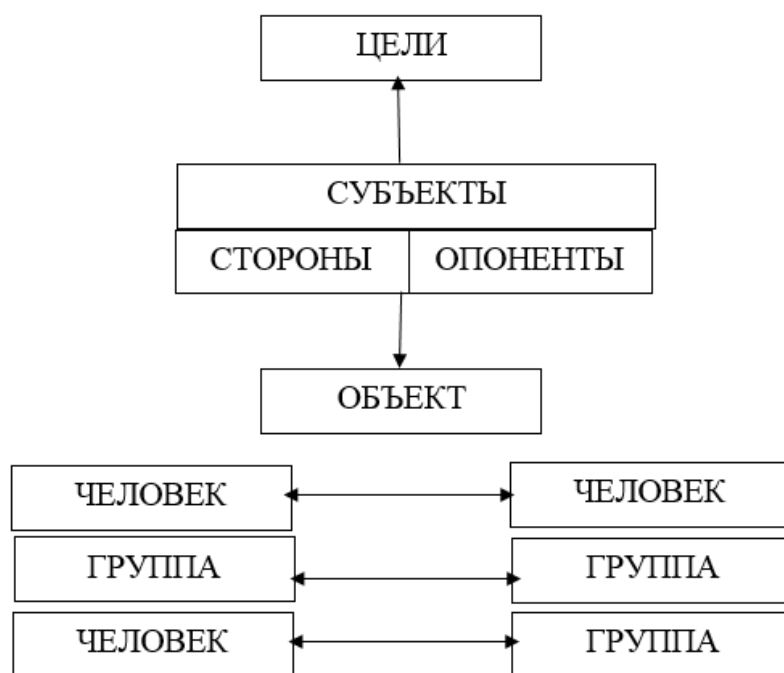 ЦЕЛИ
СУБЪЕКТЫ
СТОРОНЫ ОПОНЕНТЫ
ОБЪЕКТ
ЧЕЛОВЕК ЧЕЛОВЕК
ГРУППА ГРУППА
ЧЕЛОВЕК ГРУППА